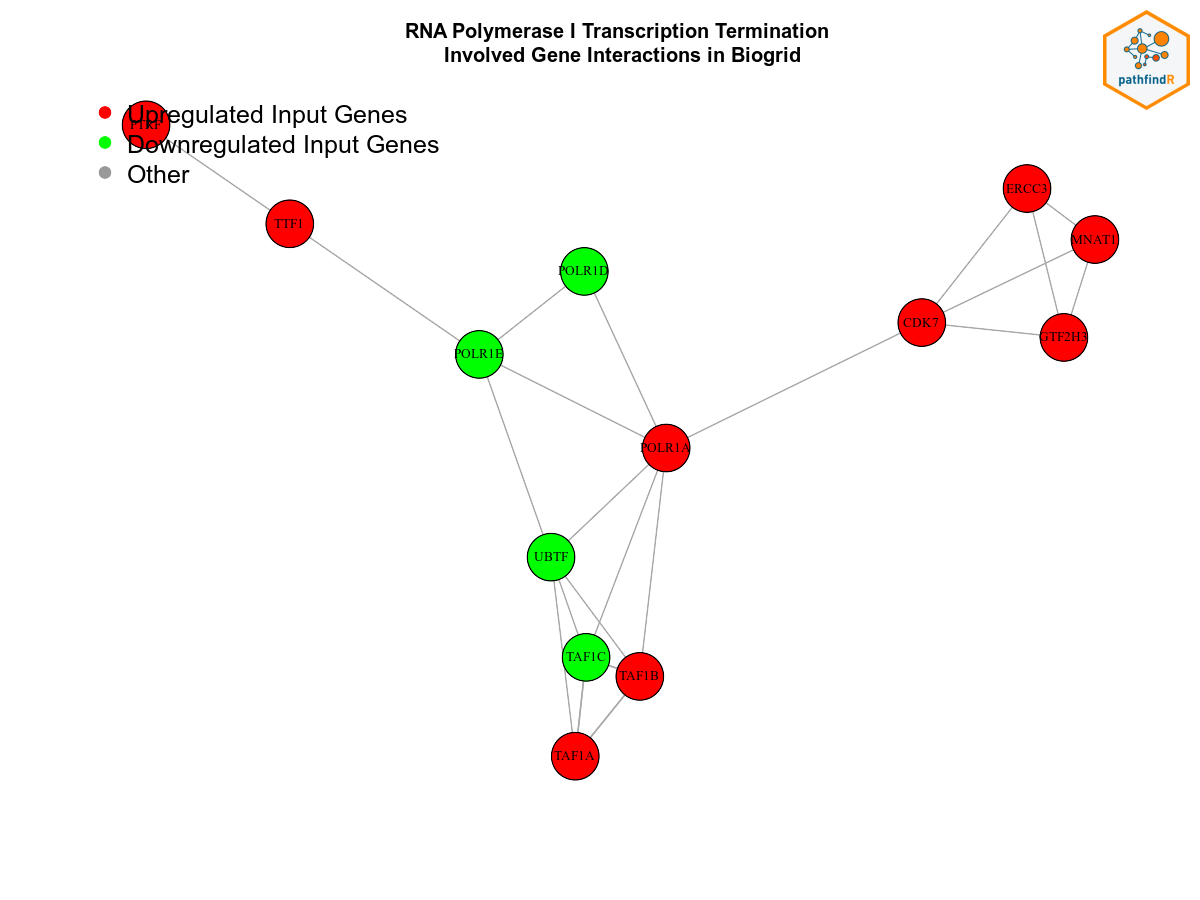 RNA Polymerase I Transcription Termination
Involved Gene Interactions in Biogrid
pathfindR
Upregulated Input Genes
PTRF
Downregulated Input Genes
Other
ERCC3
TTF1
MNAT1
POLR1D
CDK7
GTF2H3
POLR1E
POLR1A
UBTF
TAF1C
TAF1B
TAF1A